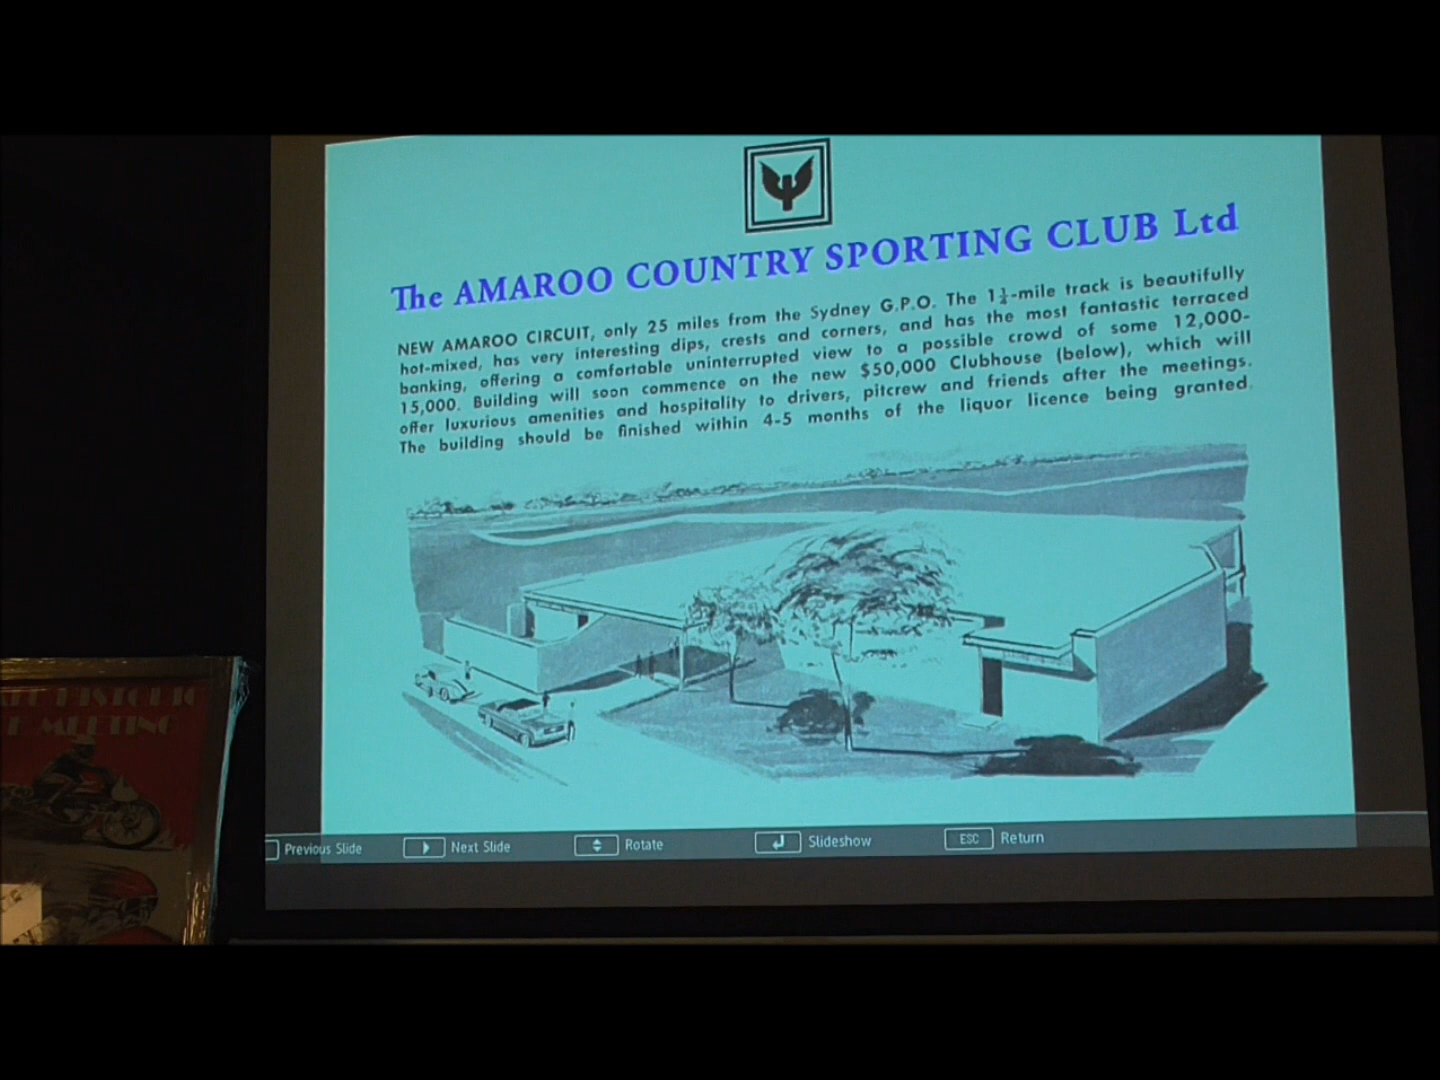 The AMAROO COUNTRY SPORTING CLUB Ltd
NEW AMAROO CIRCUIT, only 25 miles from the Sydney G.P.O. The 1¼-mile track is beautifully
hot-mixed, has very interesting dips, crests and corners, and has the most fantastic terraced
banking, offering a comfortable uninterrupted view to a possible crowd of some 12,000-
15,000. Building will soon commence on the new $50,000 Clubhouse (below), which will
offer luxurious amenities and hospitality to drivers, pitcrew and friends after the meetings.
The building should be finished within 4-5 months of the liquor licence being granted.
Previous Slide
Next Slide
Rotate
Slideshow
ESC Return
HISTORIC
MEETING